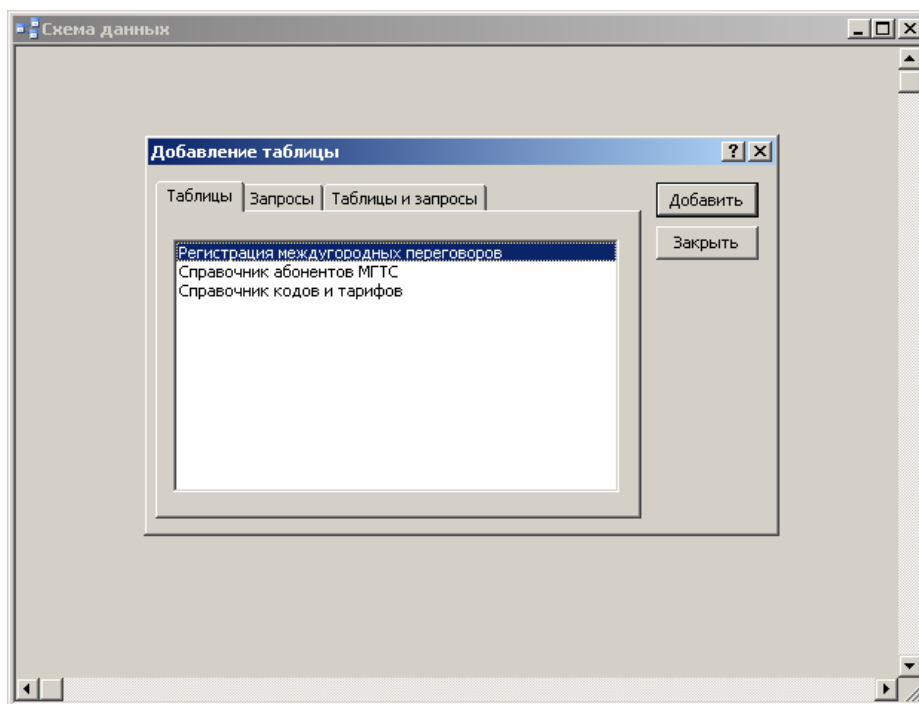 Схема данных
Добавление таблицы
Таблицы
Запросы
Таблицы и запросы
Добавить
Закрыть
Регистрация междугородных переговоров
Справочник абонентов МГТС
Справочник кодов и тарифов